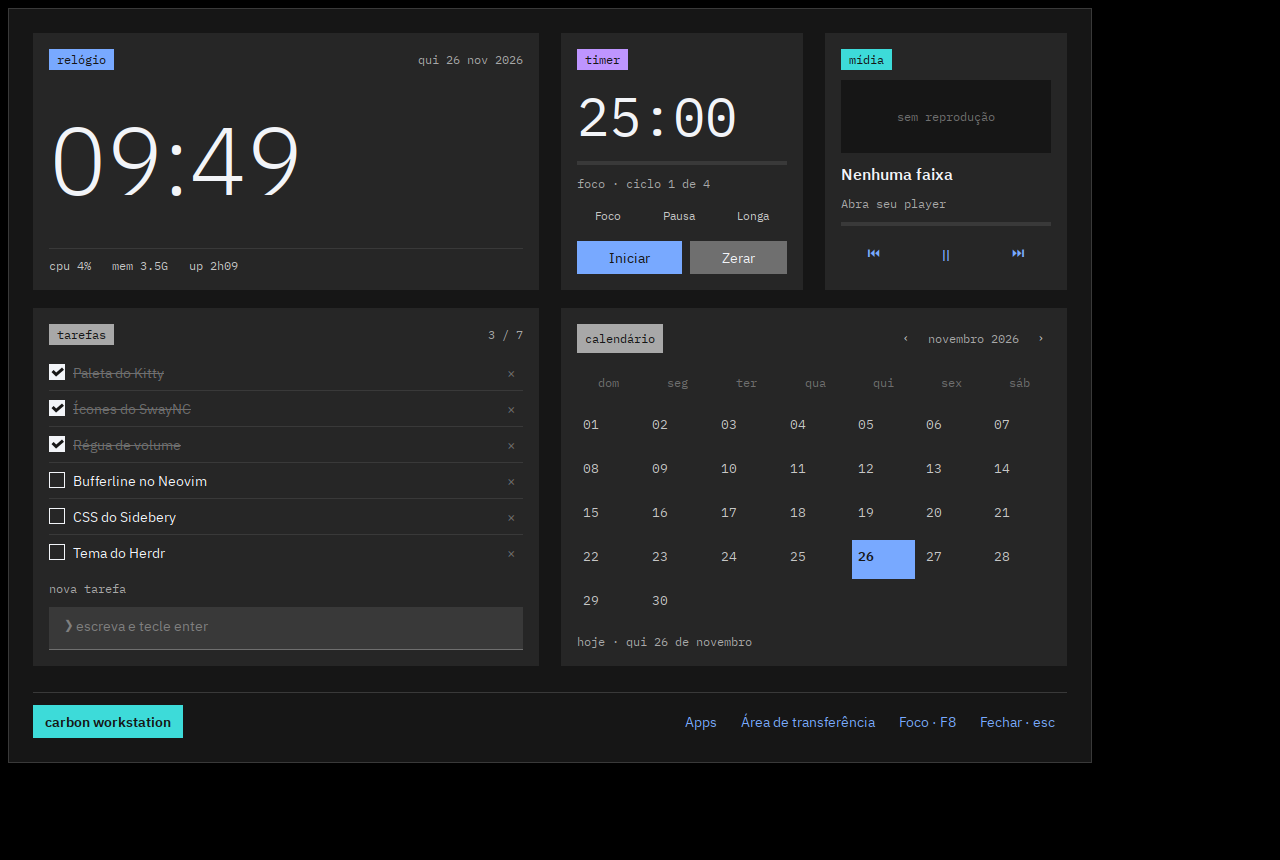 relógio
qui 26 nov 2026
09:49
cpu 4% mem 3.5G up 2h09
timer
25:00
foco · ciclo 1 de 4
Foco Pausa Longa
Iniciar Zerar
mídia
sem reprodução
Nenhuma faixa
Abra seu player
tarefas
3 / 7
Paleta do Kitty ×
Ícones do SwayNC ×
Régua de volume ×
Bufferline no Neovim ×
CSS do Sidebery ×
Tema do Herdr ×
nova tarefa
❯ escreva e tecle enter
calendário
‹ novembro 2026 ›
dom seg ter qua qui sex sáb
01 02 03 04 05 06 07
08 09 10 11 12 13 14
15 16 17 18 19 20 21
22 23 24 25 26 27 28
29 30
hoje · qui 26 de novembro
carbon workstation
Apps Área de transferência Foco · F8 Fechar · esc